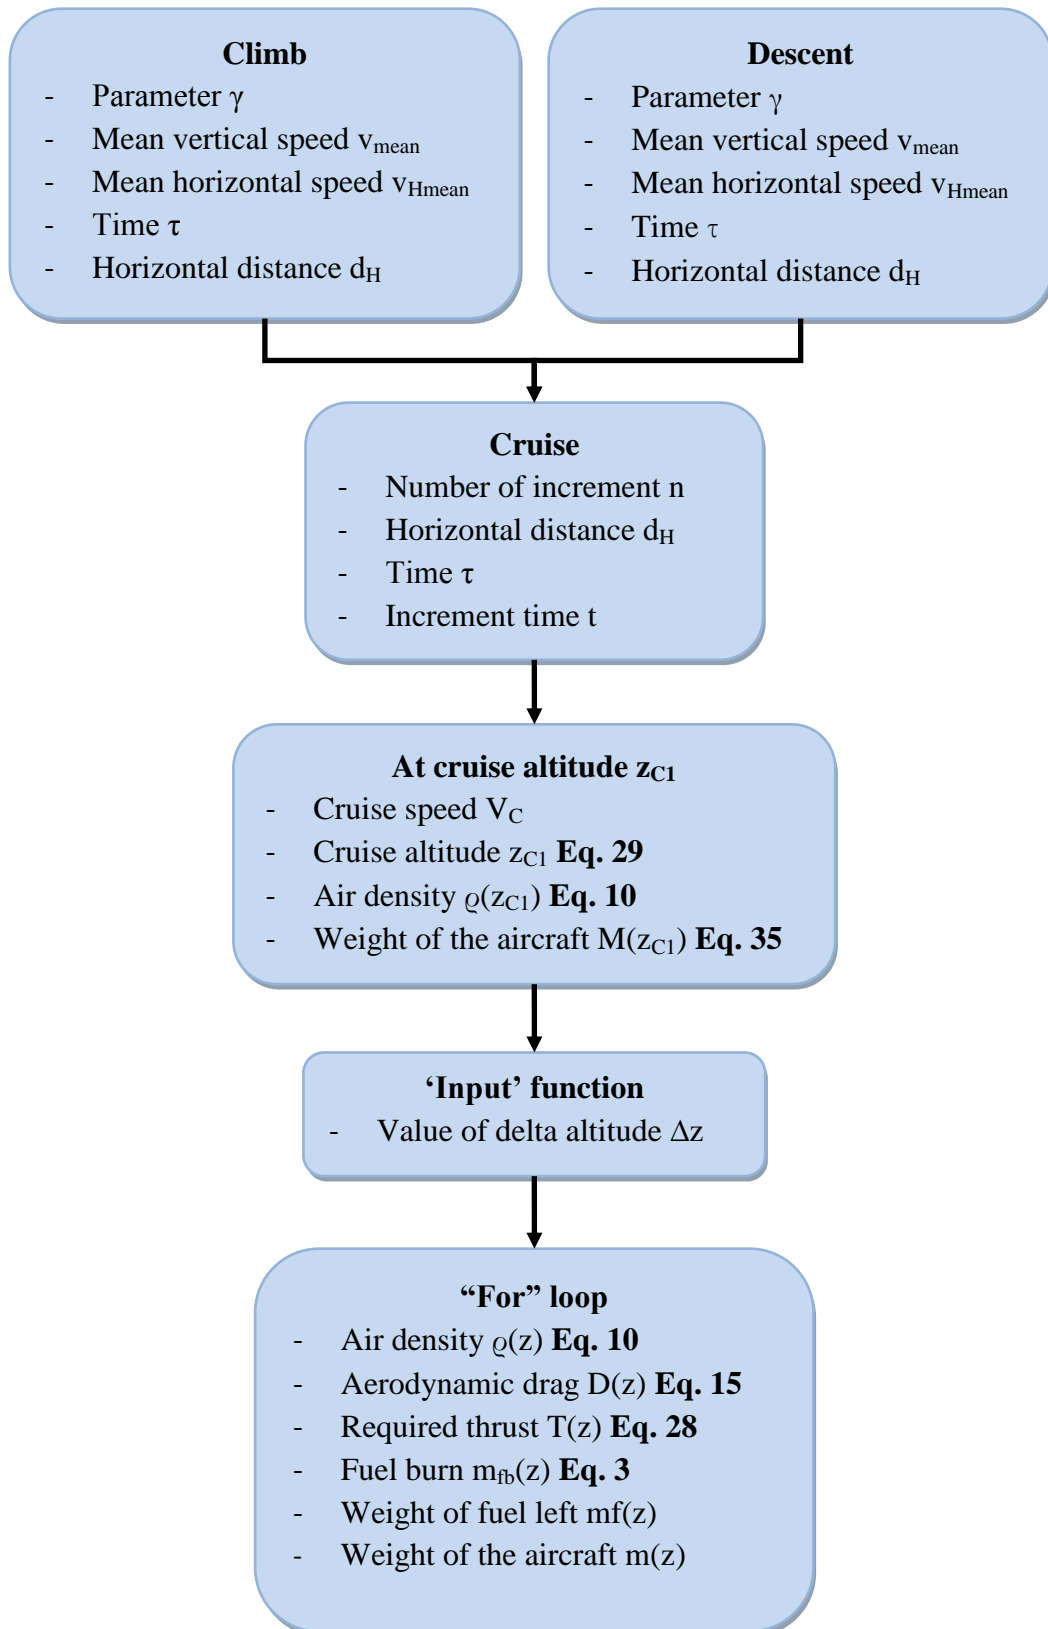 Climb
- Parameter γ
- Mean vertical speed vmean
- Mean horizontal speed vHmean
- Time τ
- Horizontal distance dH
Descent
- Parameter γ
- Mean vertical speed vmean
- Mean horizontal speed vHmean
- Time τ
- Horizontal distance dH
Cruise
- Number of increment n
- Horizontal distance dH
- Time τ
- Increment time t
At cruise altitude zC1
- Cruise speed VC
- Cruise altitude zC1 Eq. 29
- Air density ϱ(zC1) Eq. 10
- Weight of the aircraft M(zC1) Eq. 35
‘Input’ function
- Value of delta altitude Δz
“For” loop
- Air density ϱ(z) Eq. 10
- Aerodynamic drag D(z) Eq. 15
- Required thrust T(z) Eq. 28
- Fuel burn mfb(z) Eq. 3
- Weight of fuel left mf(z)
- Weight of the aircraft m(z)